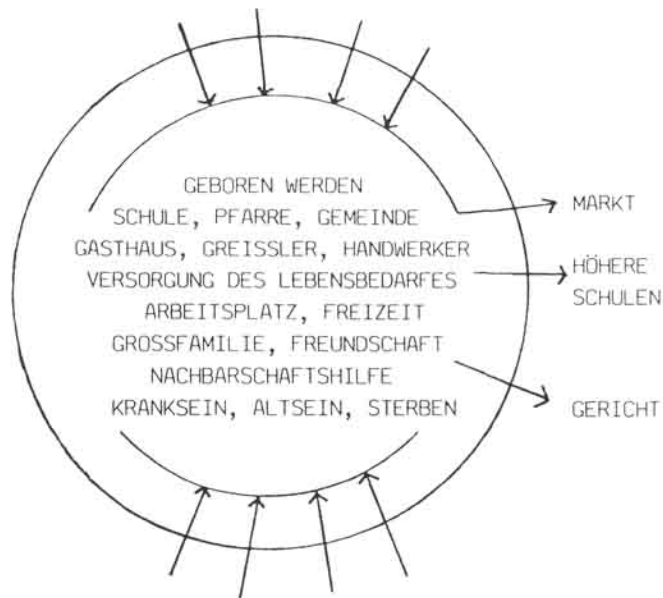 GEBOREN WERDEN
SCHULE, PFARRE, GEMEINDE
GASTHAUS, GREISSLER, HANDWERKER
VERSORGUNG DES LEBENSBEDARFES
ARBEITSPLATZ, FREIZEIT
GROSSFAMILIE, FREUNDSCHAFT
NACHBARSCHAFTSHILFE
KRANKSEIN, ALTSEIN, STERBEN
MARKT
HÖHERE
SCHULEN
GERICHT